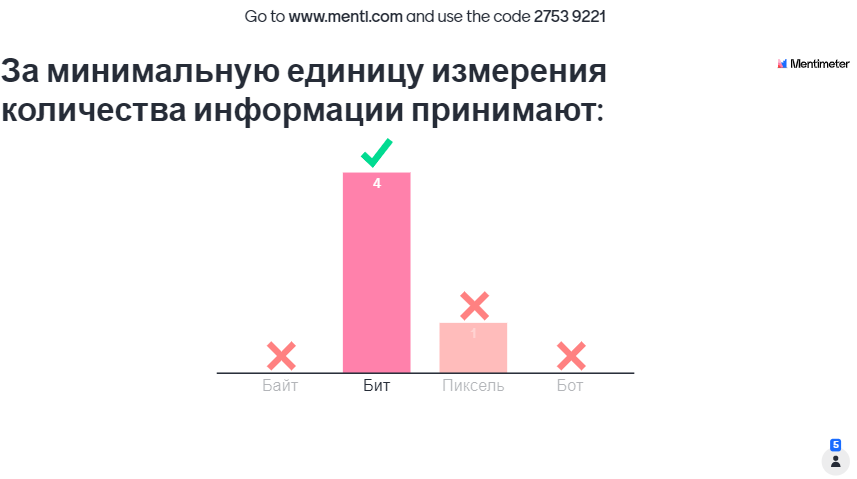 Go to www.menti.com and use the code 2753 9221
За минимальную единицу измерения
количества информации принимают:
Mentimeter
4
1
Байт
Бит
Пиксель
Бот
5